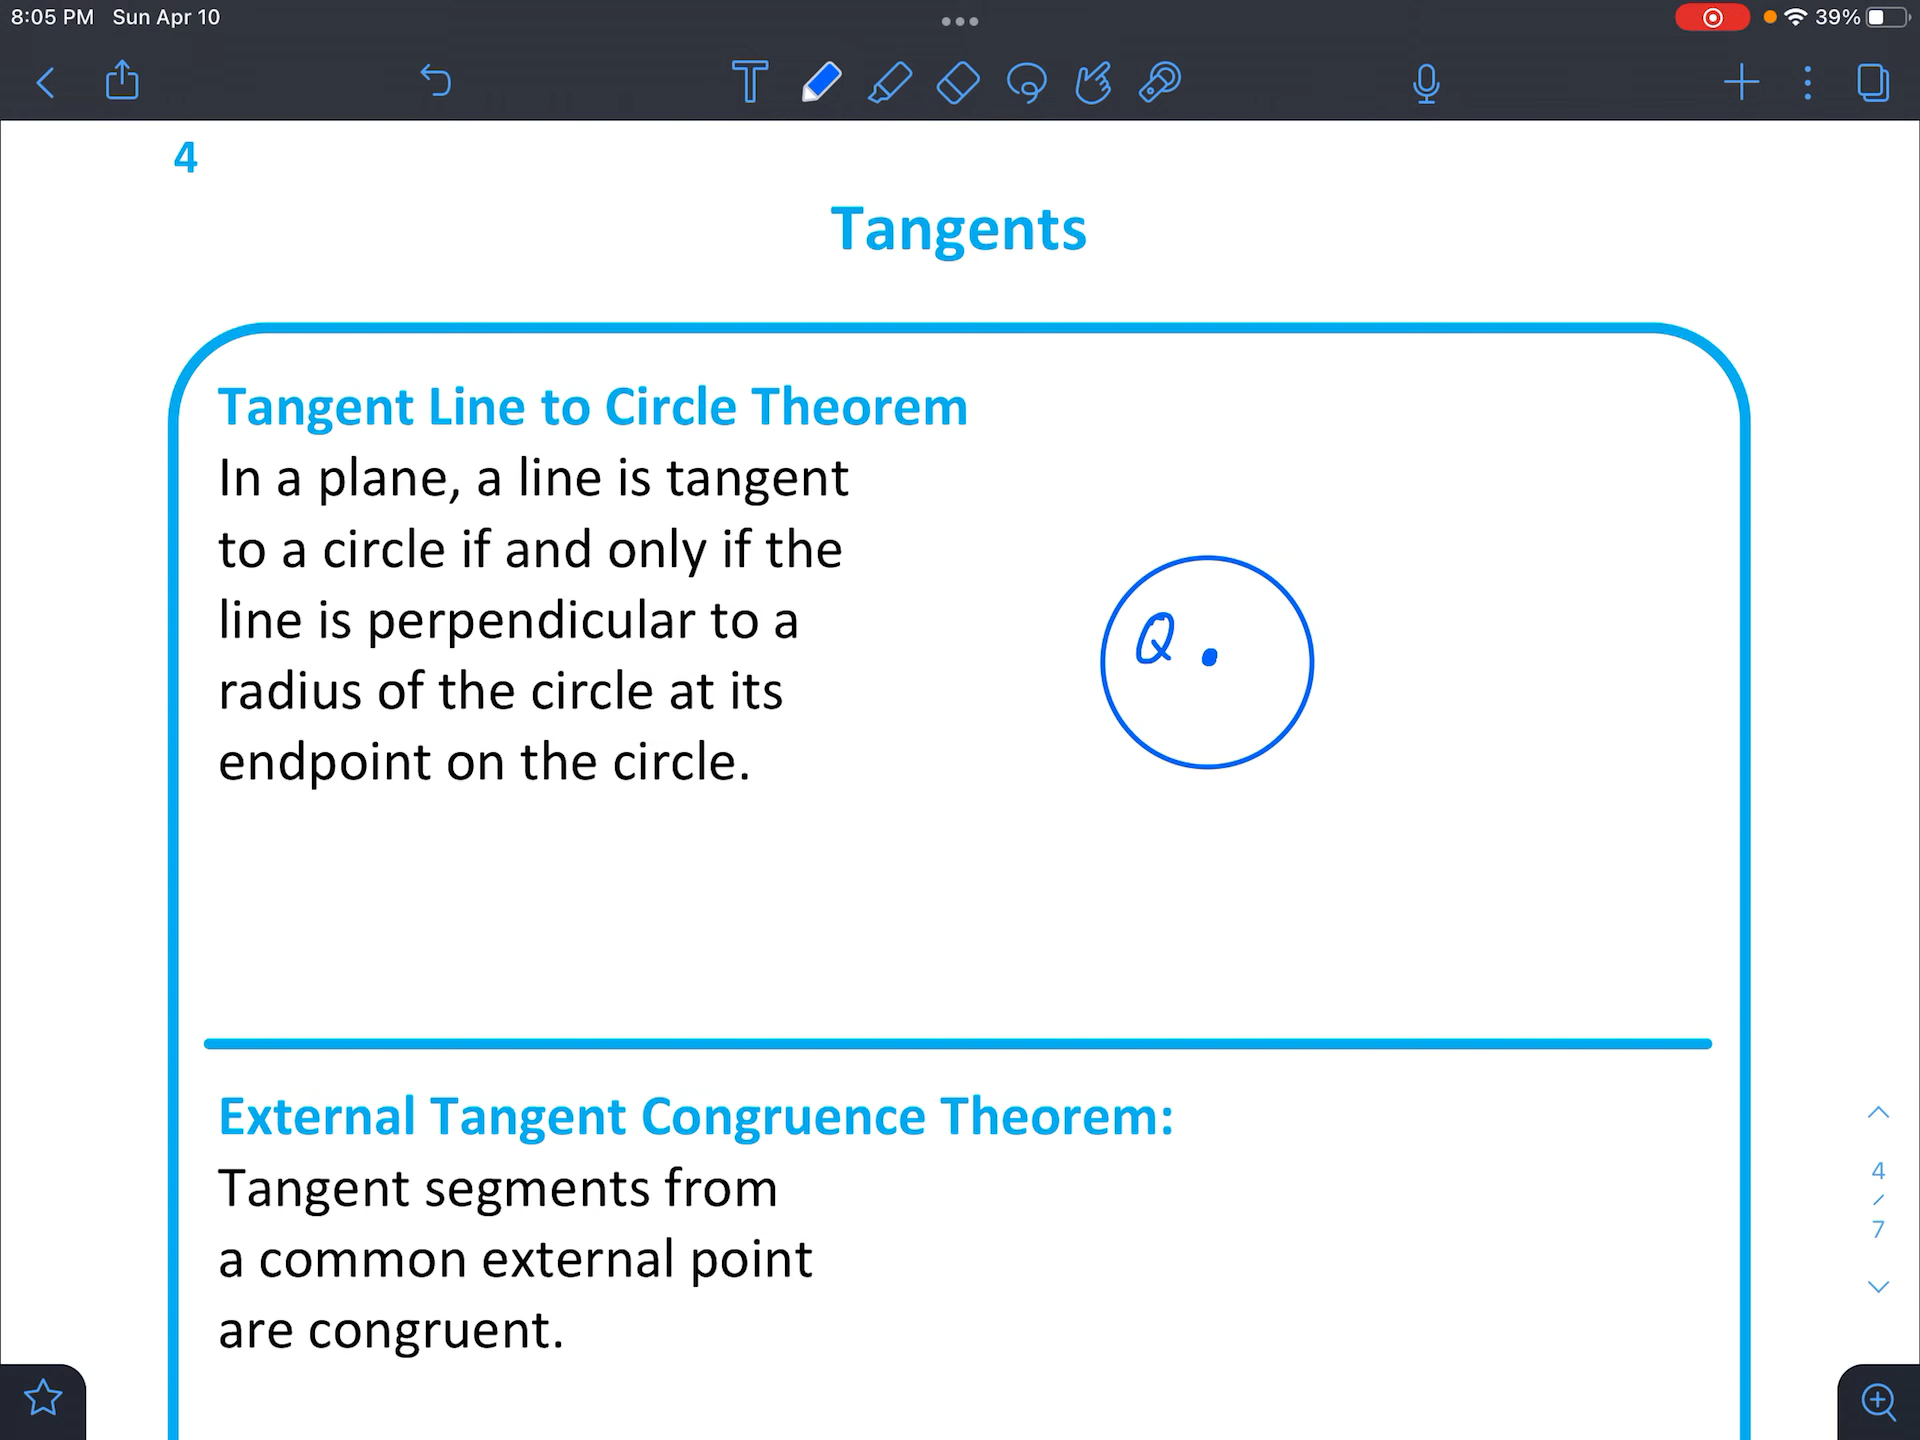 8:05 PM Sun Apr 10
39%
T
4
Tangents
Tangent Line to Circle Theorem
In a plane, a line is tangent
to a circle if and only if the
line is perpendicular to a
radius of the circle at its
endpoint on the circle.
Q
External Tangent Congruence Theorem:
Tangent segments from
a common external point
are congruent.
4
/
7